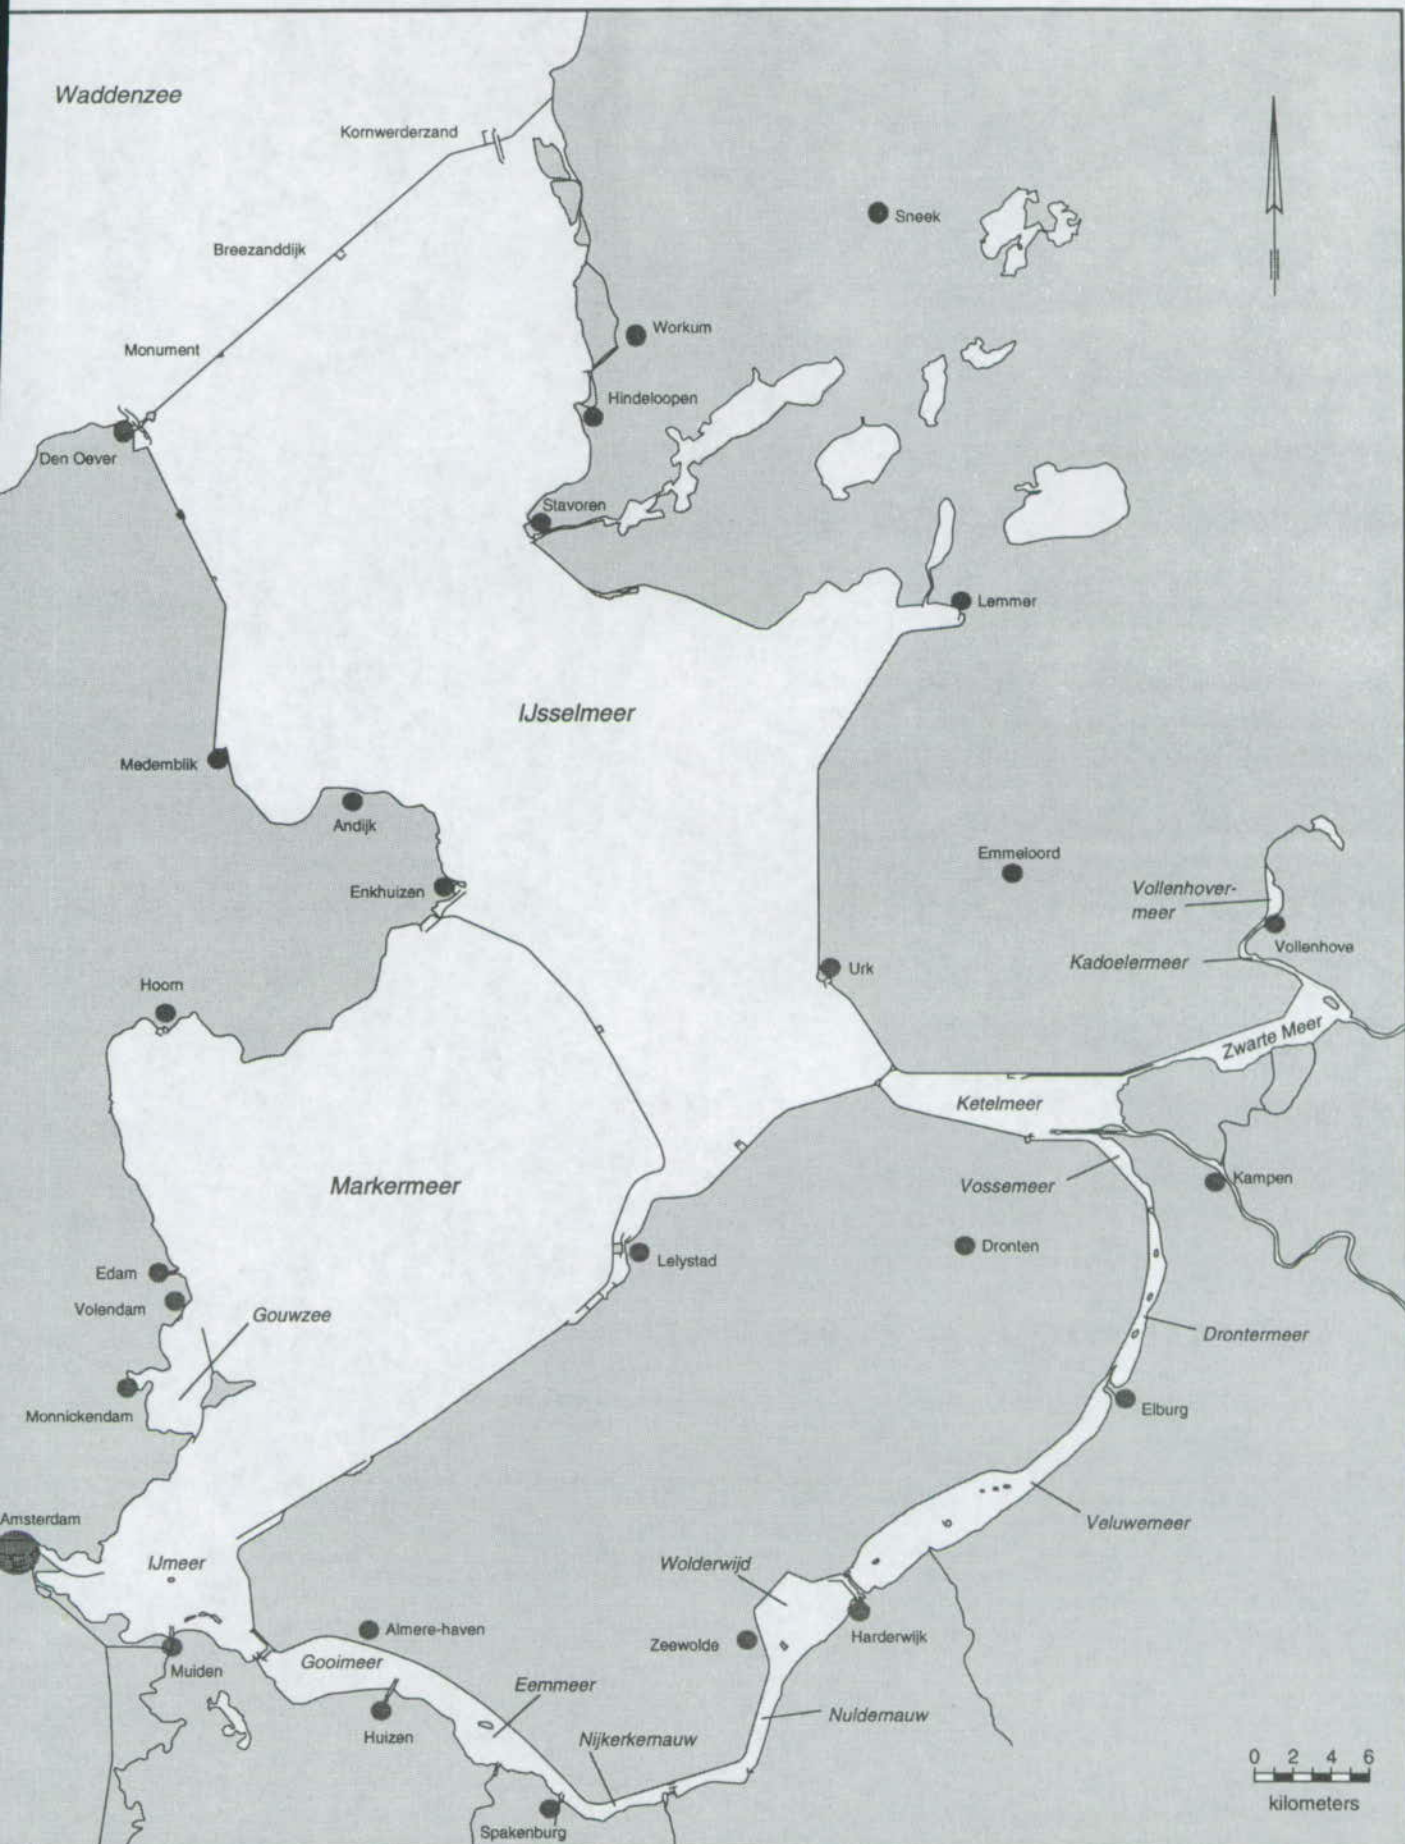 Waddenzee
Kornwerderzand
Sneek
Breezanddijk
Workum
Monument
Hindeloopen
Den Oever
Stavoren
Lemmer
IJsselmeer
Medemblik
Andijk
Emmeloord
Enkhuizen
Vollenhover-
meer
Vollenhove
Kadoelermeer
Urk
Hoorn
Zwarte Meer
Ketelmeer
Vossemeer
Kampen
Markermeer
Dronten
Lelystad
Edam
Volendam
Gouwzee
Drontermeer
Monnickendam
Elburg
Amsterdam
Veluwemeer
IJmeer
Wolderwijd
Almere-haven
Harderwijk
Zeewolde
Gooimeer
Muiden
Eemmeer
Nuldernauw
Huizen
Nijkerkernauw
0 2 4 6
kilometers
Spakenburg